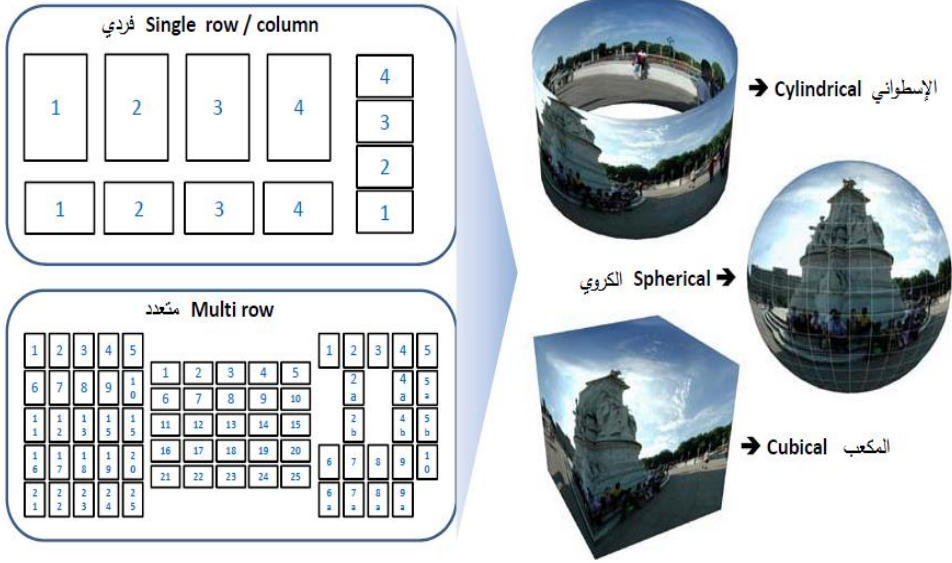 فردي Single row / column
1 2 3 4
1 2 3 4
4
3
2
1
متعدد Multi row
1 2 3 4 5
6 7 8 9 10
11 12 13 15 15
16 17 18 19 20
21 22 23 24 25
1 2 3 4 5
6 7 8 9 10
11 12 13 14 15
16 17 18 19 20
21 22 23 24 25
1 2 3 4 5
2a 4a 5a
2b 4b 5b
6 7 8 9 10
6a 7a 8a 9a
➔ Cylindrical الإسطواني
الكروي Spherical ➔
➔ Cubical المكعب